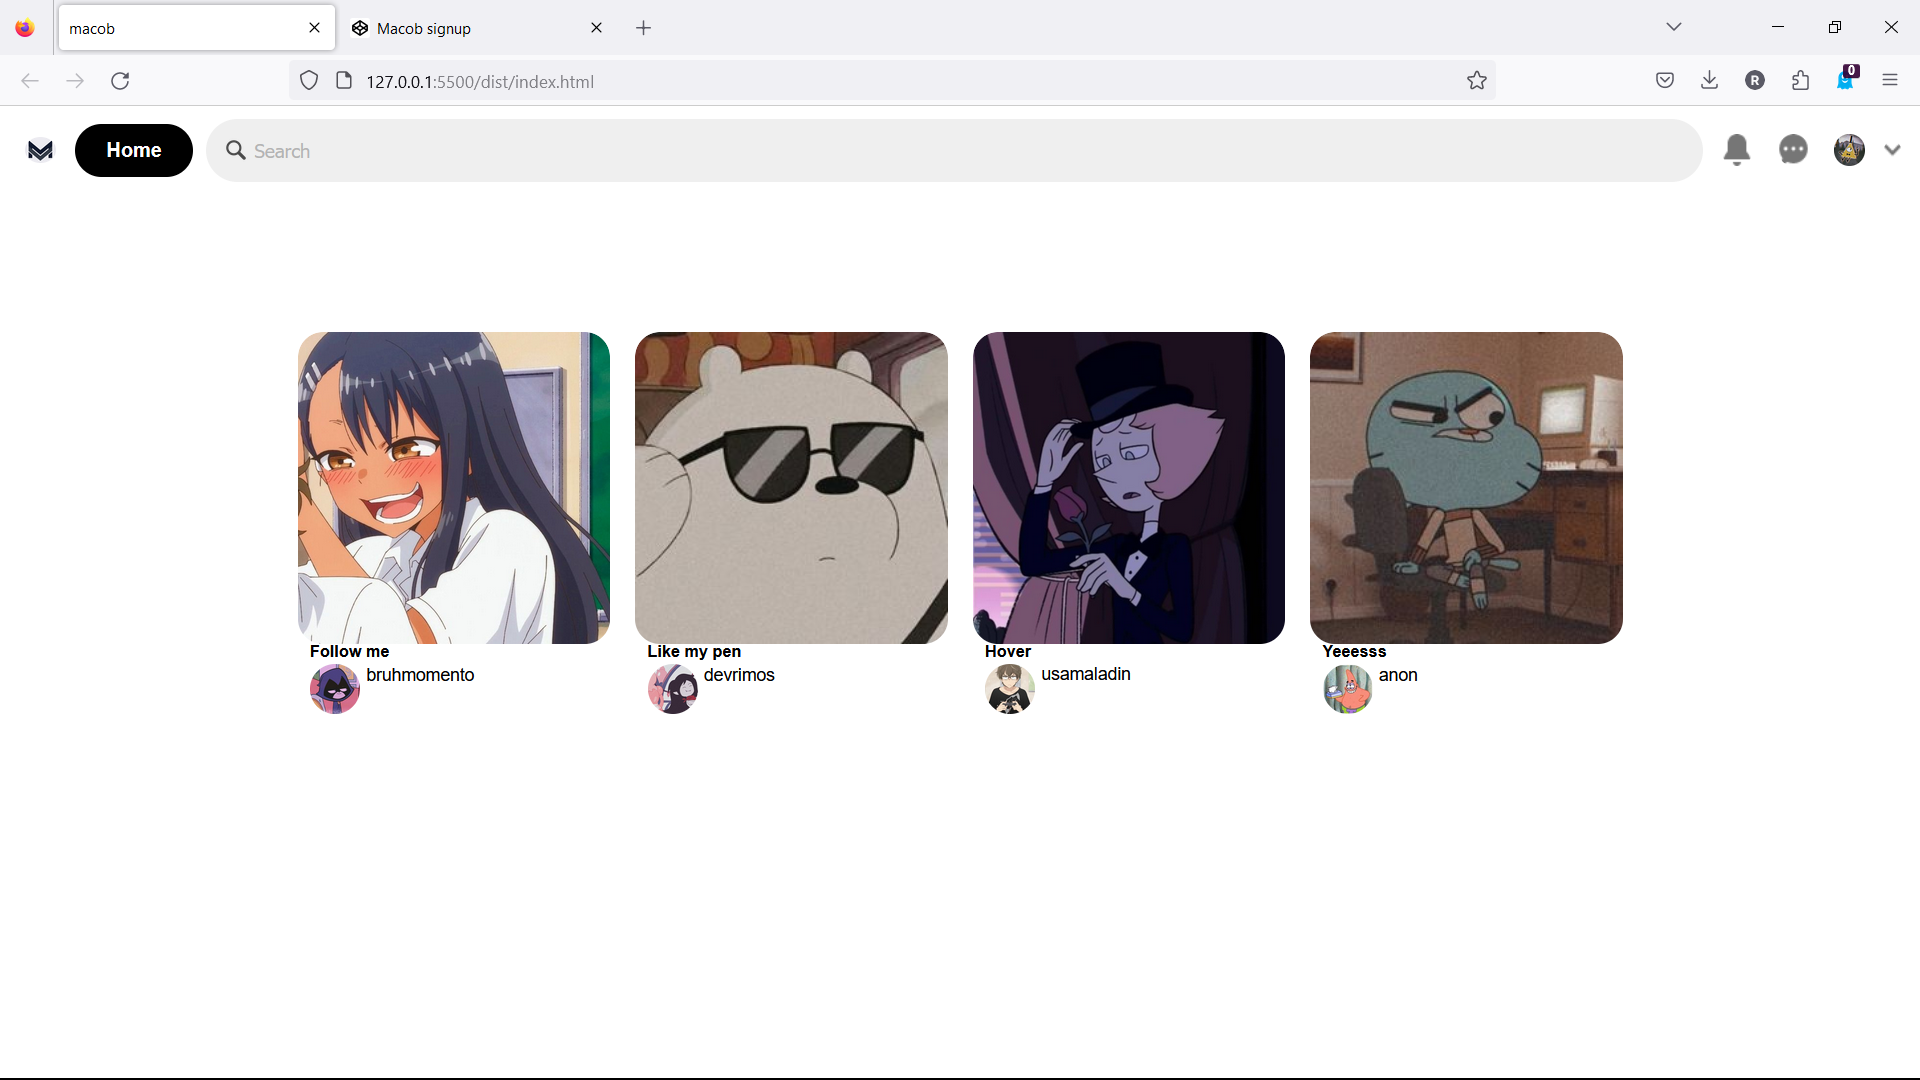 macob
Macob signup
127.0.0.1:5500/dist/index.html
R
0
Home
Search
Follow me
bruhmomento
Like my pen
devrimos
Hover
usamaladin
Yeeesss
anon